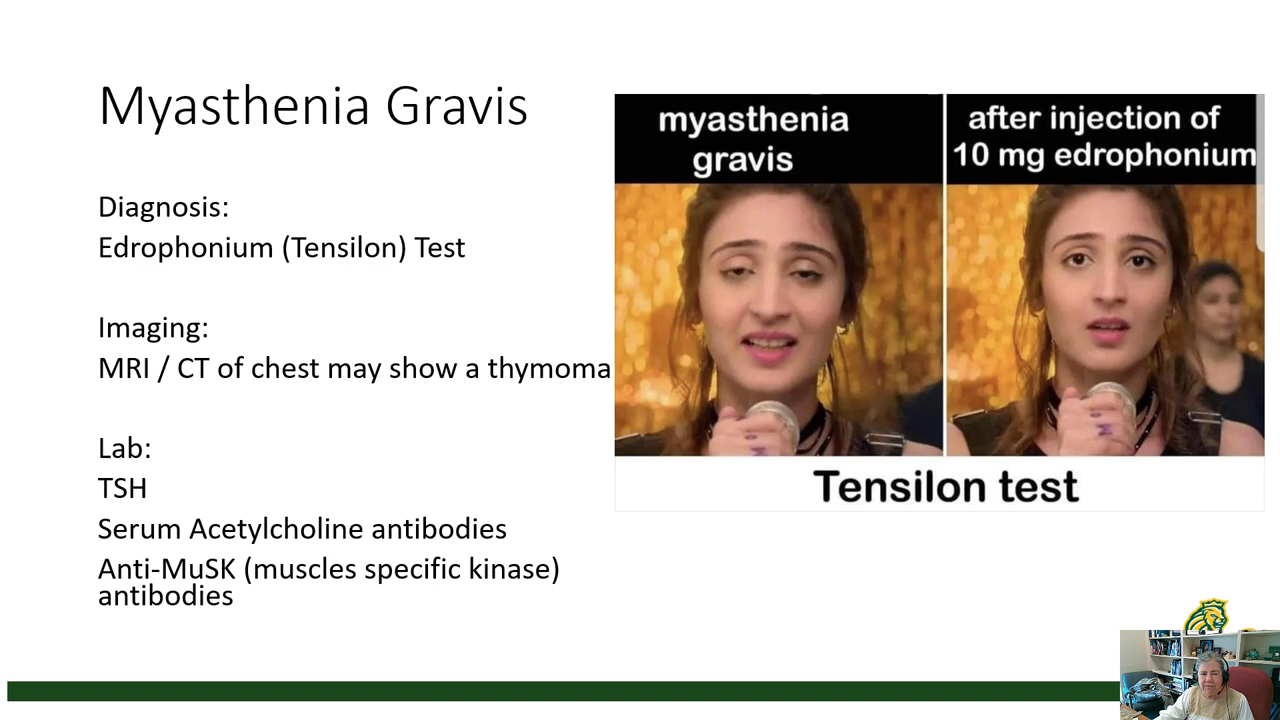 Myasthenia Gravis
Diagnosis:
Edrophonium (Tensilon) Test
Imaging:
MRI / CT of chest may show a thymoma
Lab:
TSH
Serum Acetylcholine antibodies
Anti-MuSK (muscles specific kinase)
antibodies
myasthenia
gravis
after injection of
10 mg edrophonium
Tensilon test